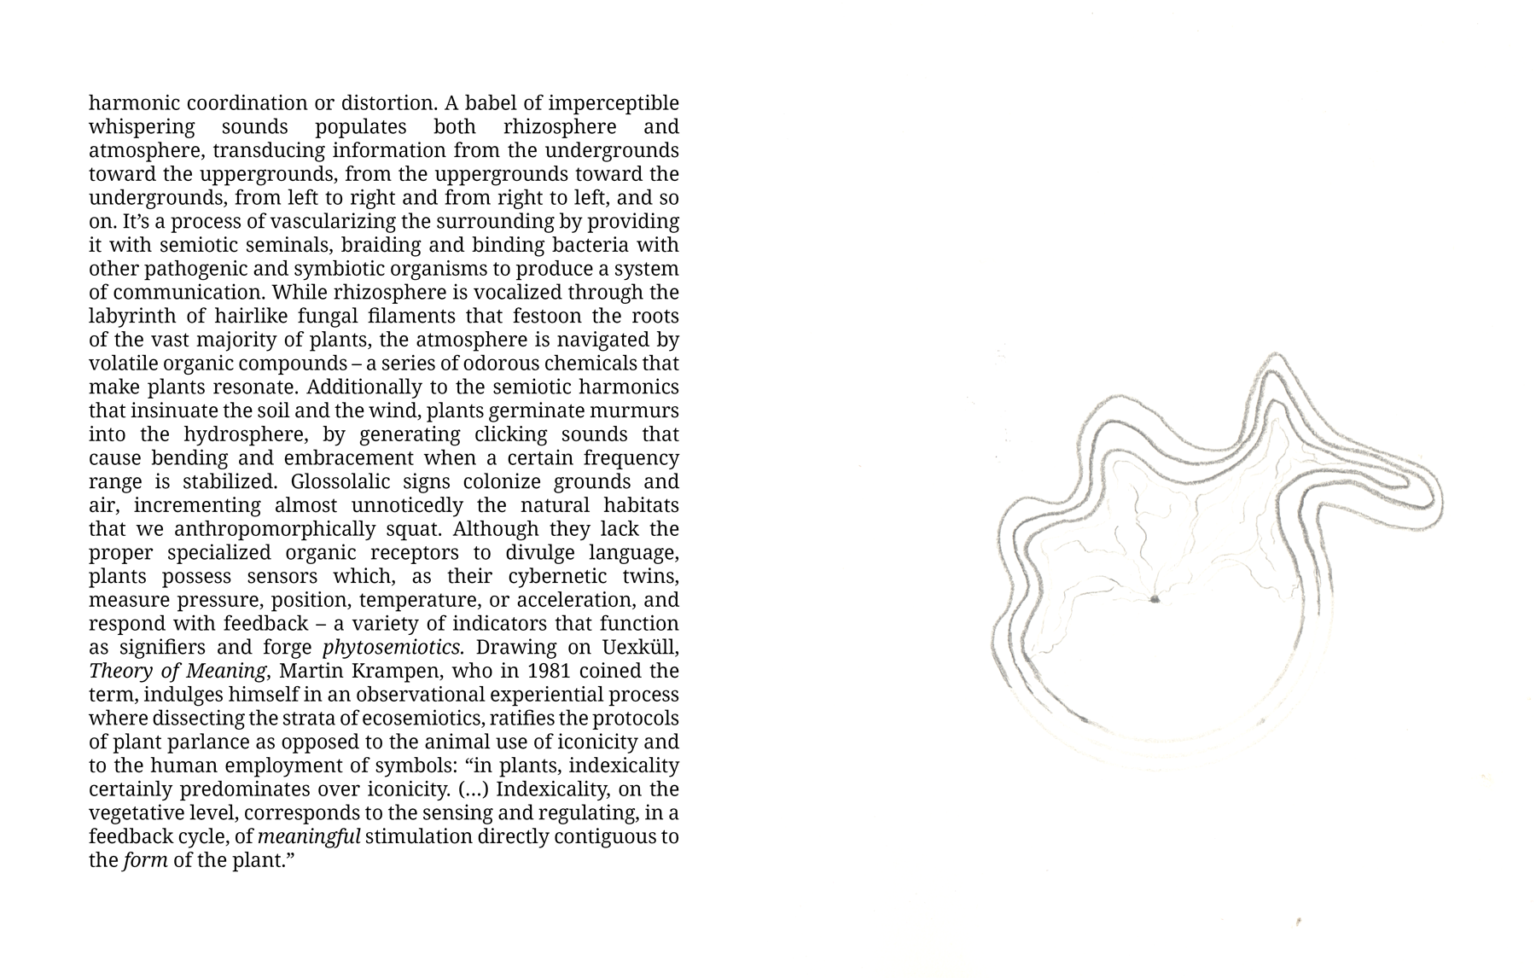 harmonic coordination or distortion. A babel of imperceptible
whispering sounds populates both rhizosphere and
atmosphere, transducing information from the undergrounds
toward the uppergrounds, from the uppergrounds toward the
undergrounds, from left to right and from right to left, and so
on. It’s a process of vascularizing the surrounding by providing
it with semiotic seminals, braiding and binding bacteria with
other pathogenic and symbiotic organisms to produce a system
of communication. While rhizosphere is vocalized through the
labyrinth of hairlike fungal filaments that festoon the roots
of the vast majority of plants, the atmosphere is navigated by
volatile organic compounds – a series of odorous chemicals that
make plants resonate. Additionally to the semiotic harmonics
that insinuate the soil and the wind, plants germinate murmurs
into the hydrosphere, by generating clicking sounds that
cause bending and embracement when a certain frequency
range is stabilized. Glossolalic signs colonize grounds and
air, incrementing almost unnoticedly the natural habitats
that we anthropomorphically squat. Although they lack the
proper specialized organic receptors to divulge language,
plants possess sensors which, as their cybernetic twins,
measure pressure, position, temperature, or acceleration, and
respond with feedback – a variety of indicators that function
as signifiers and forge phytosemiotics. Drawing on Uexküll,
Theory of Meaning, Martin Krampen, who in 1981 coined the
term, indulges himself in an observational experiential process
where dissecting the strata of ecosemiotics, ratifies the protocols
of plant parlance as opposed to the animal use of iconicity and
to the human employment of symbols: “in plants, indexicality
certainly predominates over iconicity. (...) Indexicality, on the
vegetative level, corresponds to the sensing and regulating, in a
feedback cycle, of meaningful stimulation directly contiguous to
the form of the plant.”